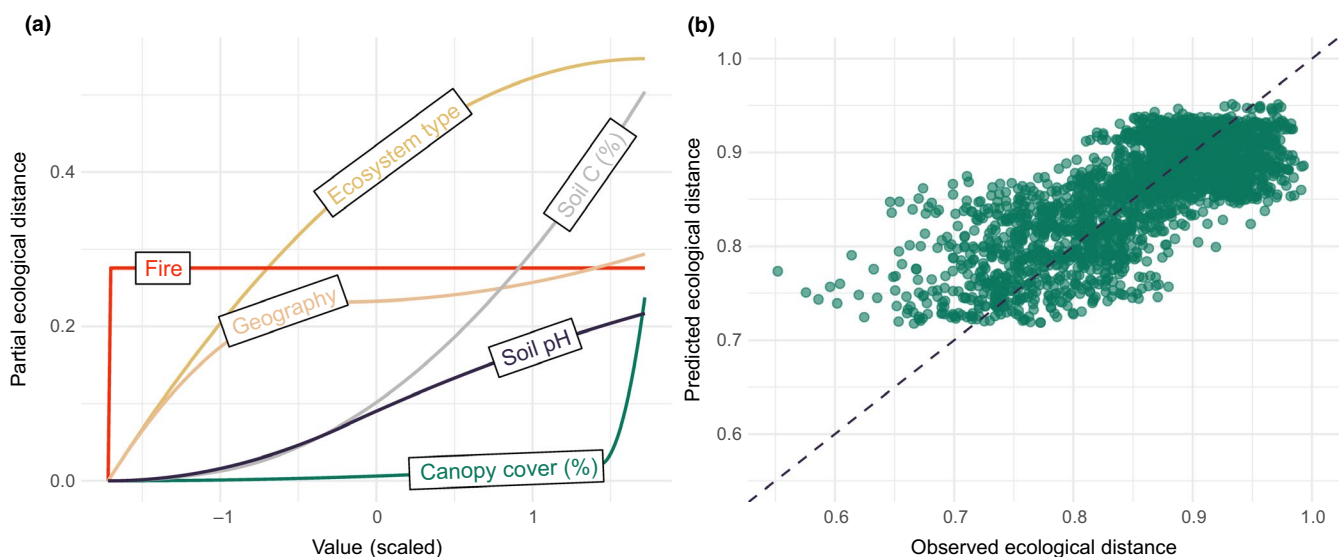 (a)
Partial ecological distance
0.4
0.2
0.0
Ecosystem type
Soil C (%)
Fire
Geography
Soil pH
Canopy cover (%)
−1
0
1
Value (scaled)
(b)
Predicted ecological distance
1.0
0.9
0.8
0.7
0.6
0.6
0.7
0.8
0.9
1.0
Observed ecological distance